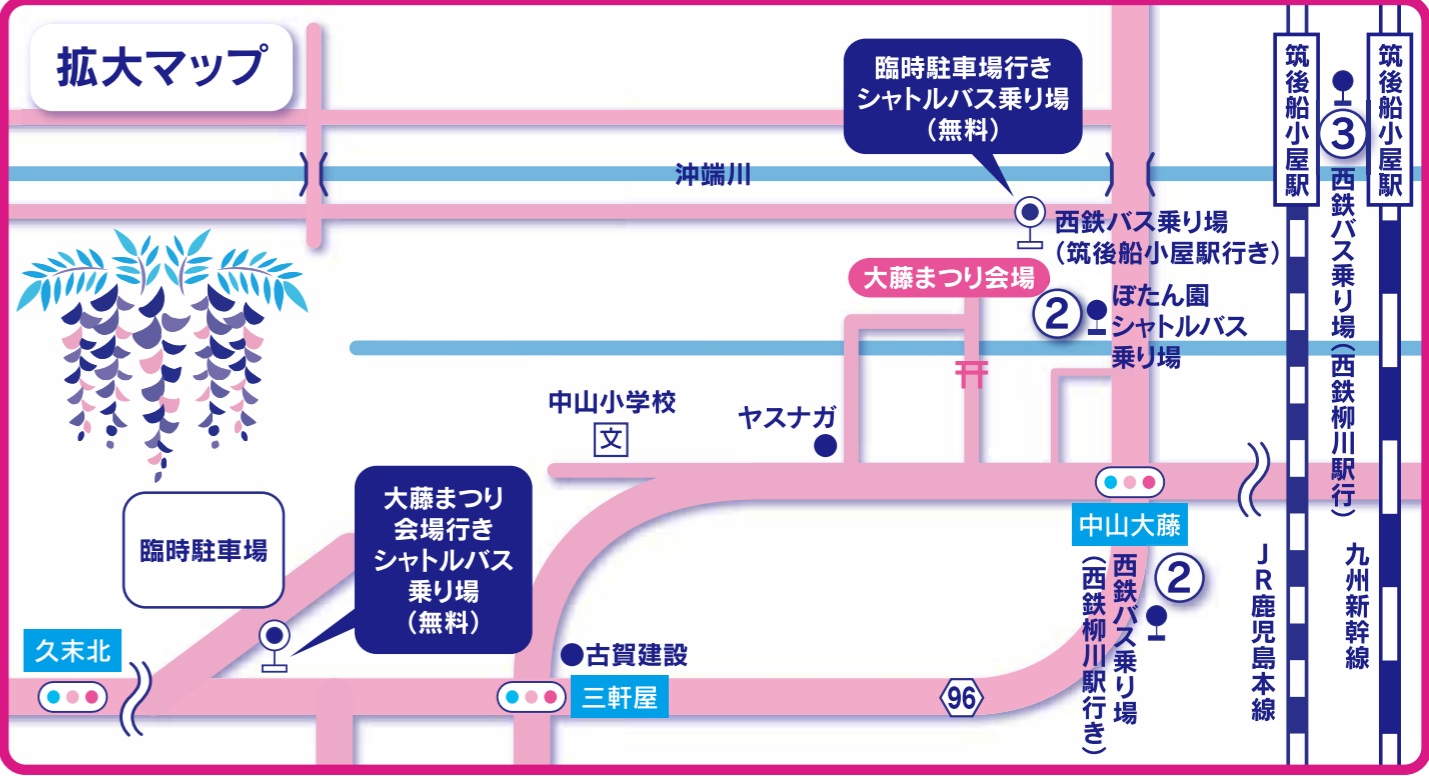 拡大マップ
臨時駐車場行き
シャトルバス乗り場
（無料）
筑後船小屋駅
③
西鉄バス乗り場（西鉄柳川駅行）
筑後船小屋駅
沖端川
西鉄バス乗り場
（筑後船小屋駅行き）
大藤まつり会場
②
ぼたん園
シャトルバス
乗り場
中山小学校
文
ヤスナガ
大藤まつり
会場行き
シャトルバス
乗り場
（無料）
臨時駐車場
中山大藤
西鉄バス乗り場
（西鉄柳川駅行き）
②
JR鹿児島本線
九州新幹線
久末北
古賀建設
三軒屋
96